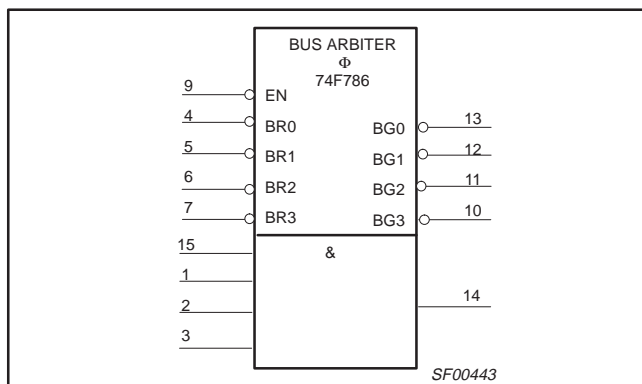 BUS ARBITER
Φ
74F786
9 EN
4 BR0 BG0 13
5 BR1 BG1 12
6 BR2 BG2 11
7 BR3 BG3 10
15 &
1
2 14
3
SF00443